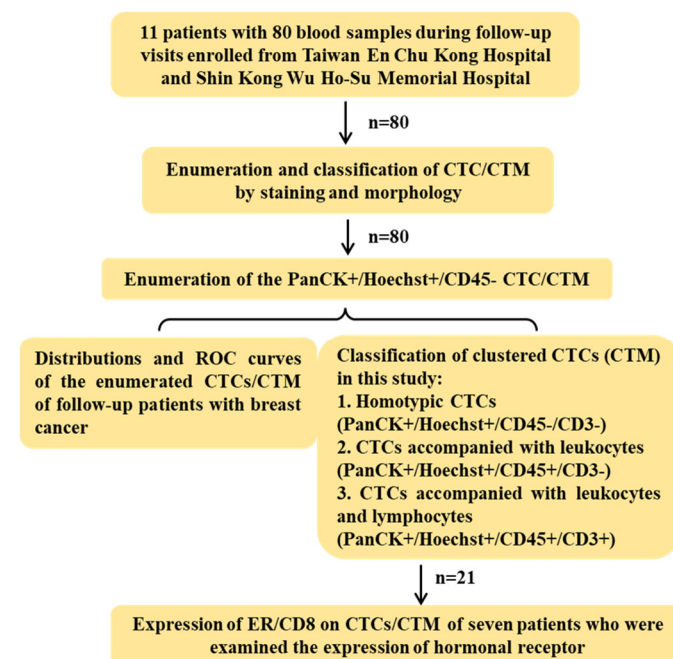 11 patients with 80 blood samples during follow-up
visits enrolled from Taiwan En Chu Kong Hospital
and Shin Kong Wu Ho-Su Memorial Hospital
n=80
Enumeration and classification of CTC/CTM
by staining and morphology
n=80
Enumeration of the PanCK+/Hoechst+/CD45- CTC/CTM
Distributions and ROC curves
of the enumerated CTCs/CTM
of follow-up patients with breast
cancer
Classification of clustered CTCs (CTM)
in this study:
1. Homotypic CTCs
(PanCK+/Hoechst+/CD45-/CD3-)
2. CTCs accompanied with leukocytes
(PanCK+/Hoechst+/CD45+/CD3-)
3. CTCs accompanied with leukocytes
and lymphocytes
(PanCK+/Hoechst+/CD45+/CD3+)
n=21
Expression of ER/CD8 on CTCs/CTM of seven patients who were
examined the expression of hormonal receptor